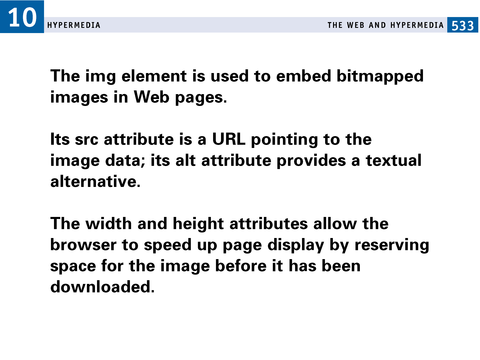 10 HYPERMEDIA THE WEB AND HYPERMEDIA 533
The img element is used to embed bitmapped
images in Web pages.
Its src attribute is a URL pointing to the
image data; its alt attribute provides a textual
alternative.
The width and height attributes allow the
browser to speed up page display by reserving
space for the image before it has been
downloaded.